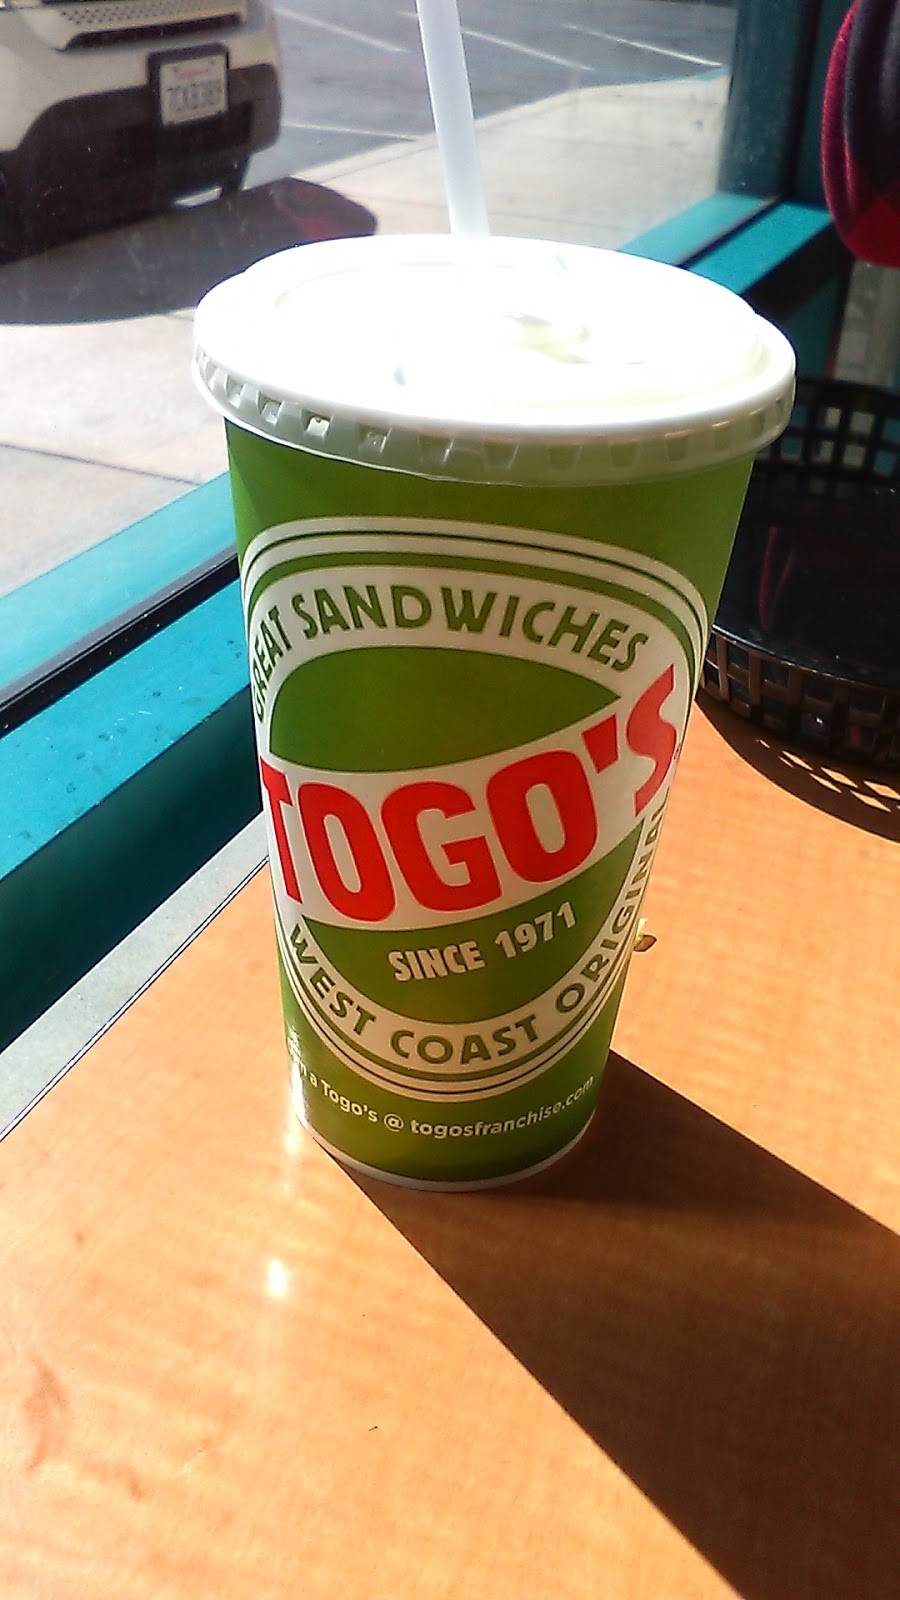 GREAT SANDWICHES
TOGO'S
SINCE 1971
WEST COAST ORIGINAL
a Togo's @ togosfranchise.com